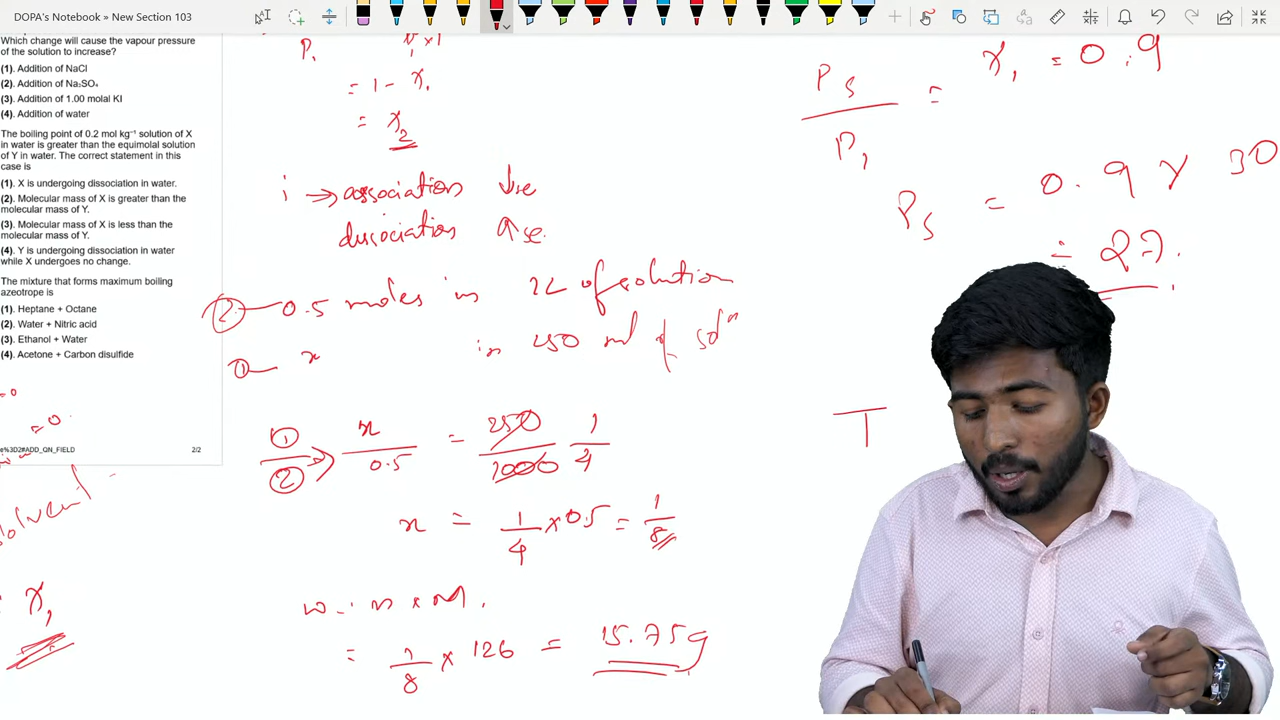 DOPA's Notebook » New Section 103
Which change will cause the vapour pressure
of the solution to increase?
(1). Addition of NaCl
(2). Addition of Na₂SO₄
(3). Addition of 1.00 molal KI
(4). Addition of water
The boiling point of 0.2 mol kg⁻¹ solution of X
in water is greater than the equimolal solution
of Y in water. The correct statement in this
case is
(1). X is undergoing dissociation in water.
(2). Molecular mass of X is greater than the
molecular mass of Y.
(3). Molecular mass of X is less than the
molecular mass of Y.
(4). Y is undergoing dissociation in water
while X undergoes no change.
The mixture that forms maximum boiling
azeotrope is
(1). Heptane + Octane
(2). Water + Nitric acid
(3). Ethanol + Water
(4). Acetone + Carbon disulfide
e%3D2#ADD_QN_FIELD 2/2
=0
solvent
= x₁
P₁
= 1 - x₁
= x₂
i → association ↓se
dissociation ↑se
② — 0.5 moles in 1L of solution
① — x in 250 ml of solⁿ
①/② → x/0.5 = 250/1000 1/4
x = 1/4 × 0.5 = 1/8
w = n × M.
= 1/8 × 126 = 15.75g
Ps/P₁ = x₁ = 0.9
Ps = 0.9 × 30
= 27.
T